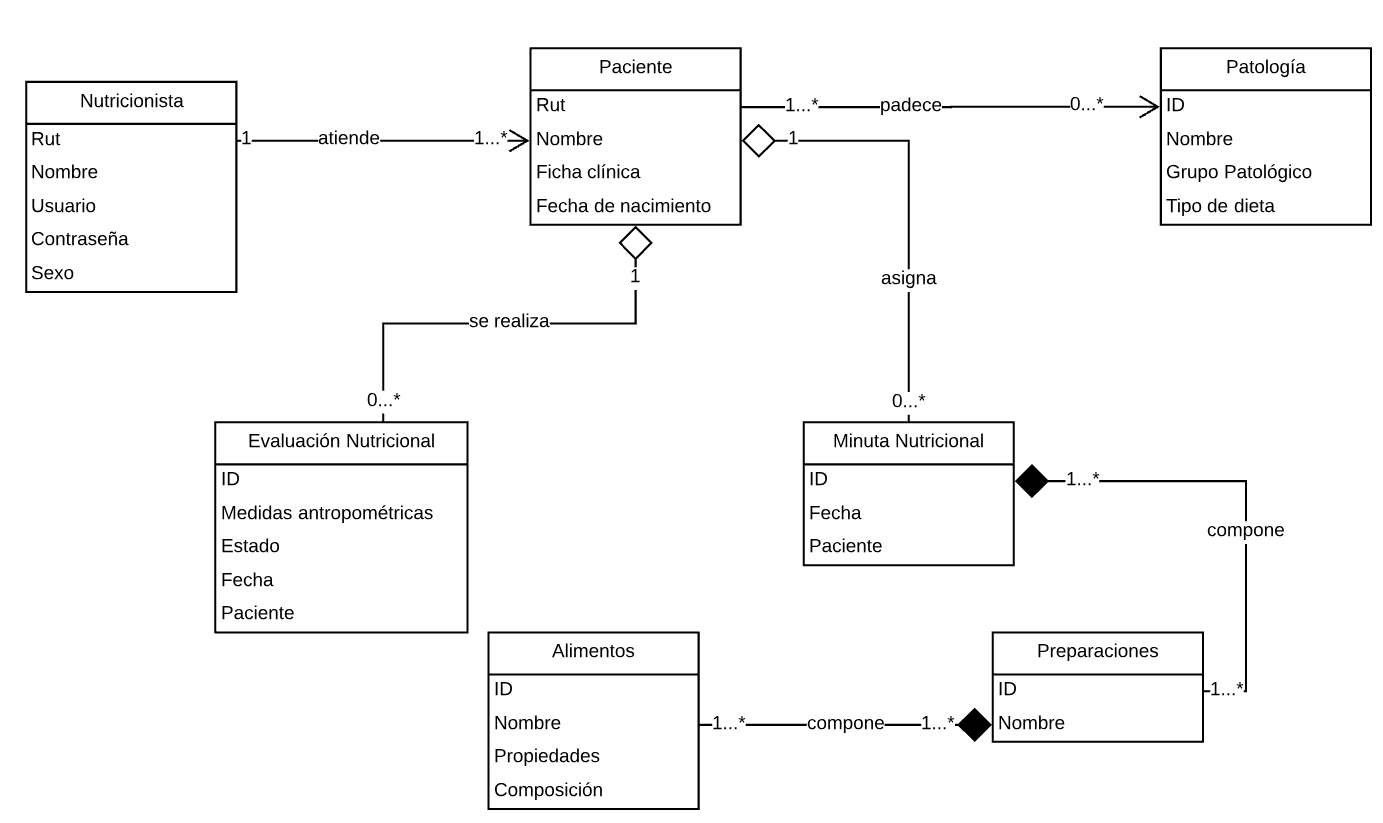 Nutricionista
Rut
Nombre
Usuario
Contraseña
Sexo
1
atiende
1...*
Paciente
Rut
Nombre
Ficha clínica
Fecha de nacimiento
1...*
padece
0...*
Patología
ID
Nombre
Grupo Patológico
Tipo de dieta
1
asigna
0...*
1
se realiza
0...*
Evaluación Nutricional
ID
Medidas antropométricas
Estado
Fecha
Paciente
Minuta Nutricional
ID
Fecha
Paciente
1...*
compone
1...*
Alimentos
ID
Nombre
Propiedades
Composición
1...*
compone
1...*
Preparaciones
ID
Nombre